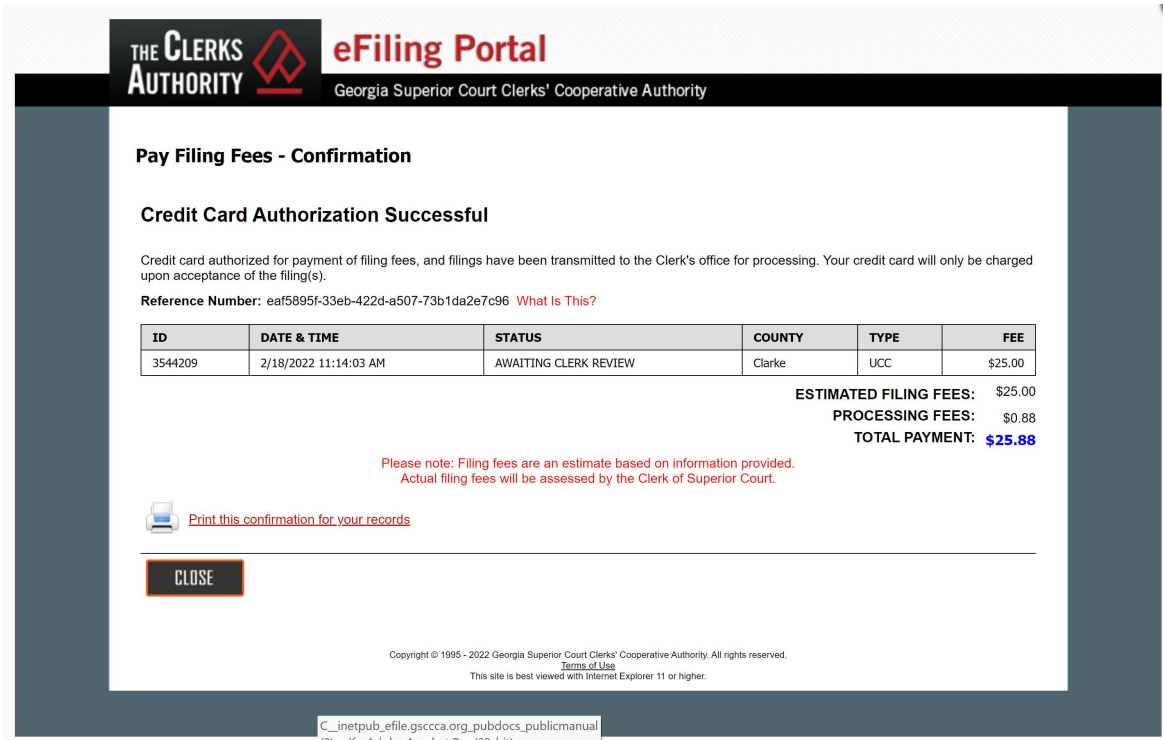 THE CLERKS
AUTHORITY
eFiling Portal
Georgia Superior Court Clerks' Cooperative Authority
Pay Filing Fees - Confirmation
Credit Card Authorization Successful
Credit card authorized for payment of filing fees, and filings have been transmitted to the Clerk's office for processing. Your credit card will only be charged
upon acceptance of the filing(s).
Reference Number: eaf5895f-33eb-422d-a507-73b1da2e7c96 What Is This?
ID DATE & TIME STATUS COUNTY TYPE FEE
3544209 2/18/2022 11:14:03 AM AWAITING CLERK REVIEW Clarke UCC $25.00
ESTIMATED FILING FEES: $25.00
PROCESSING FEES: $0.88
TOTAL PAYMENT: $25.88
Please note: Filing fees are an estimate based on information provided.
Actual filing fees will be assessed by the Clerk of Superior Court.
Print this confirmation for your records
CLOSE
Copyright © 1995 - 2022 Georgia Superior Court Clerks' Cooperative Authority. All rights reserved.
Terms of Use
This site is best viewed with Internet Explorer 11 or higher.
C__inetpub_efile.gsccca.org_pubdocs_publicmanual